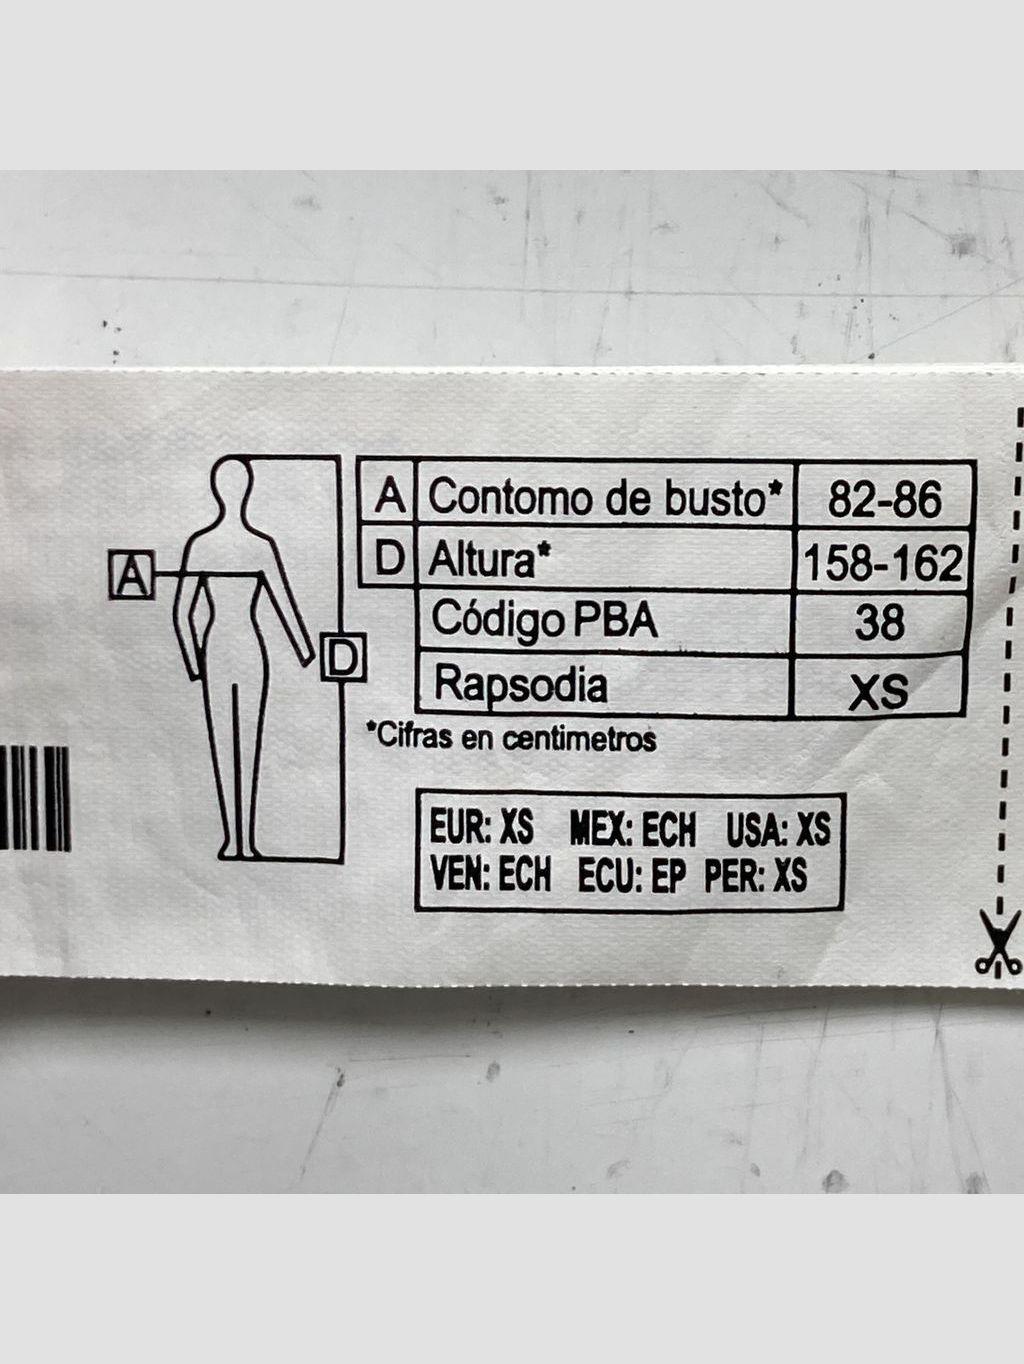 A Contorno de busto* 82-86
D Altura* 158-162
Código PBA 38
Rapsodia XS
*Cifras en centimetros
A
D
EUR: XS MEX: ECH USA: XS
VEN: ECH ECU: EP PER: XS